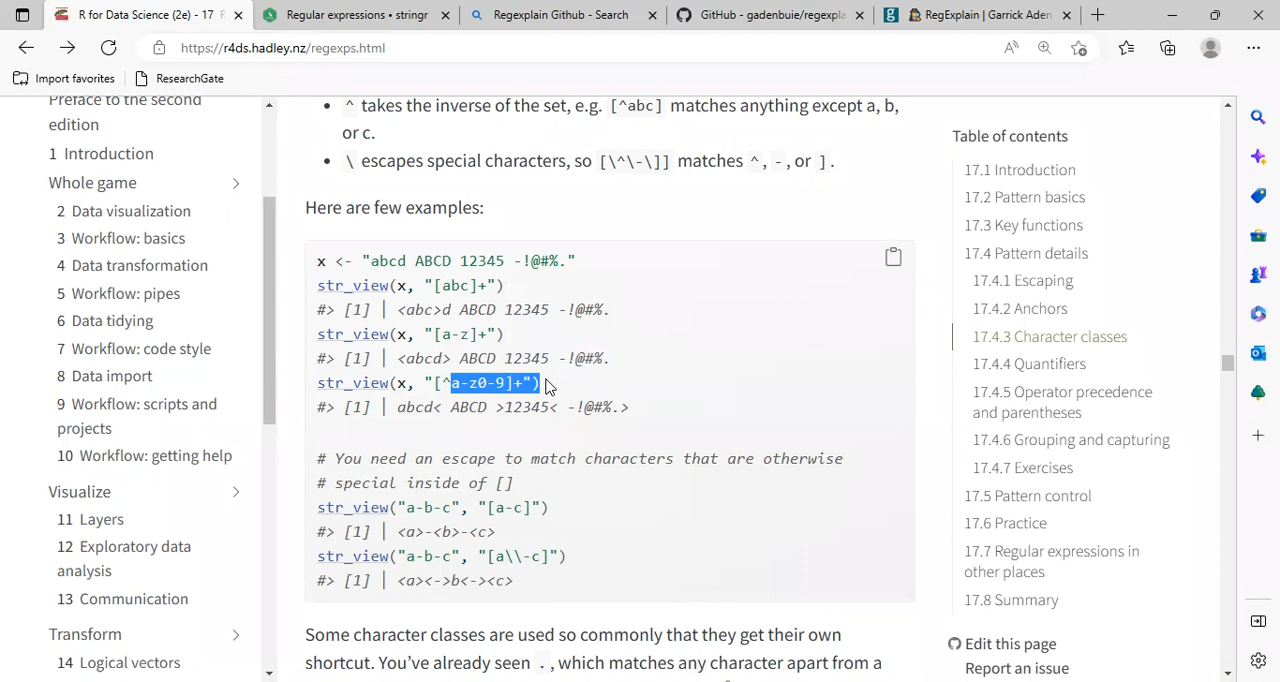 R for Data Science (2e) - 17
Regular expressions • stringr
Regexplain Github - Search
GitHub - gadenbuie/regexpla
RegExplain | Garrick Aden
https://r4ds.hadley.nz/regexps.html
Import favorites
ResearchGate
Preface to the second
edition
1 Introduction
Whole game
2 Data visualization
3 Workflow: basics
4 Data transformation
5 Workflow: pipes
6 Data tidying
7 Workflow: code style
8 Data import
9 Workflow: scripts and
projects
10 Workflow: getting help
Visualize
11 Layers
12 Exploratory data
analysis
13 Communication
Transform
14 Logical vectors
• ^ takes the inverse of the set, e.g. [^abc] matches anything except a, b,
or c.
• \ escapes special characters, so [\^\-\]] matches ^, -, or ].
Here are few examples:
x <- "abcd ABCD 12345 -!@#%."
str_view(x, "[abc]+")
#> [1] │ <abc>d ABCD 12345 -!@#%.
str_view(x, "[a-z]+")
#> [1] │ <abcd> ABCD 12345 -!@#%.
str_view(x, "[^a-z0-9]+")
#> [1] │ abcd< ABCD >12345< -!@#%.>
# You need an escape to match characters that are otherwise
# special inside of []
str_view("a-b-c", "[a-c]")
#> [1] │ <a>-<b>-<c>
str_view("a-b-c", "[a\\-c]")
#> [1] │ <a><->b<-><c>
Some character classes are used so commonly that they get their own
shortcut. You’ve already seen ., which matches any character apart from a
Table of contents
17.1 Introduction
17.2 Pattern basics
17.3 Key functions
17.4 Pattern details
17.4.1 Escaping
17.4.2 Anchors
17.4.3 Character classes
17.4.4 Quantifiers
17.4.5 Operator precedence
and parentheses
17.4.6 Grouping and capturing
17.4.7 Exercises
17.5 Pattern control
17.6 Practice
17.7 Regular expressions in
other places
17.8 Summary
Edit this page
Report an issue